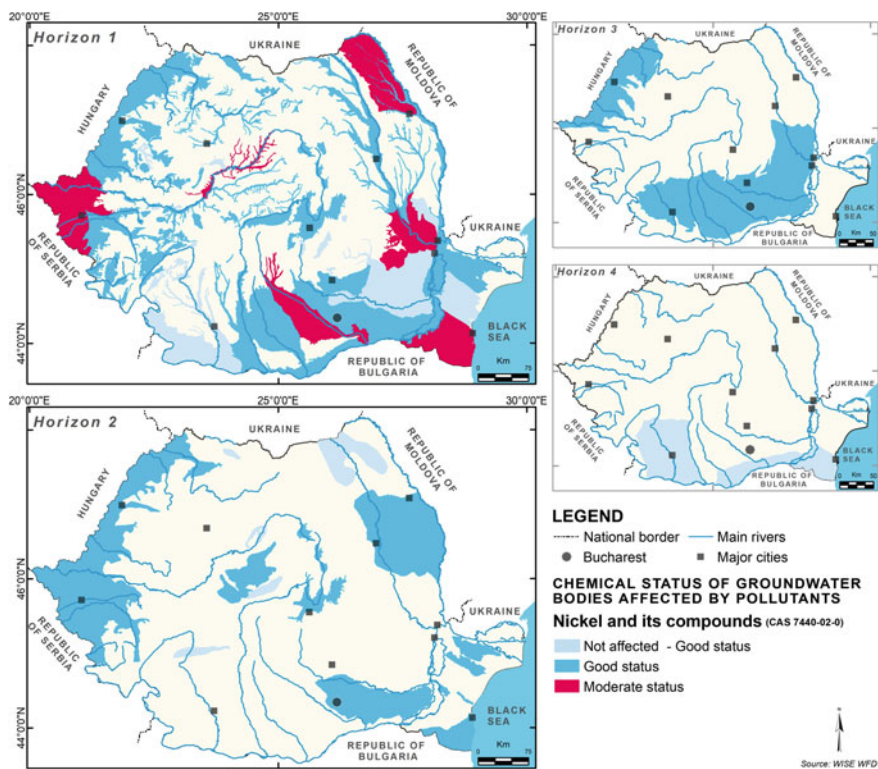 20°0'0"E
25°0'0"E
30°0'0"E
Horizon 1
UKRAINE
REPUBLIC OF
MOLDOVA
HUNGARY
46°0'0"N
REPUBLIC
OF SERBIA
UKRAINE
BLACK
SEA
44°0'0"N
REPUBLIC OF
BULGARIA
Km
0 75
Horizon 3
UKRAINE
REPUBLIC OF
MOLDOVA
HUNGARY
UKRAINE
REPUBLIC
OF SERBIA
BLACK
SEA
REPUBLIC OF
BULGARIA
Km
0 50
Horizon 4
UKRAINE
REPUBLIC OF
MOLDOVA
HUNGARY
UKRAINE
REPUBLIC
OF SERBIA
BLACK
SEA
REPUBLIC OF
BULGARIA
Km
0 50
20°0'0"E
25°0'0"E
30°0'0"E
Horizon 2
UKRAINE
REPUBLIC OF
MOLDOVA
HUNGARY
46°0'0"N
REPUBLIC
OF SERBIA
UKRAINE
BLACK
SEA
44°0'0"N
REPUBLIC OF
BULGARIA
Km
0 75
LEGEND
National border
Main rivers
Bucharest
Major cities
CHEMICAL STATUS OF GROUNDWATER
BODIES AFFECTED BY POLLUTANTS
Nickel and its compounds (CAS 7440-02-0)
Not affected - Good status
Good status
Moderate status
Source: WISE WFD